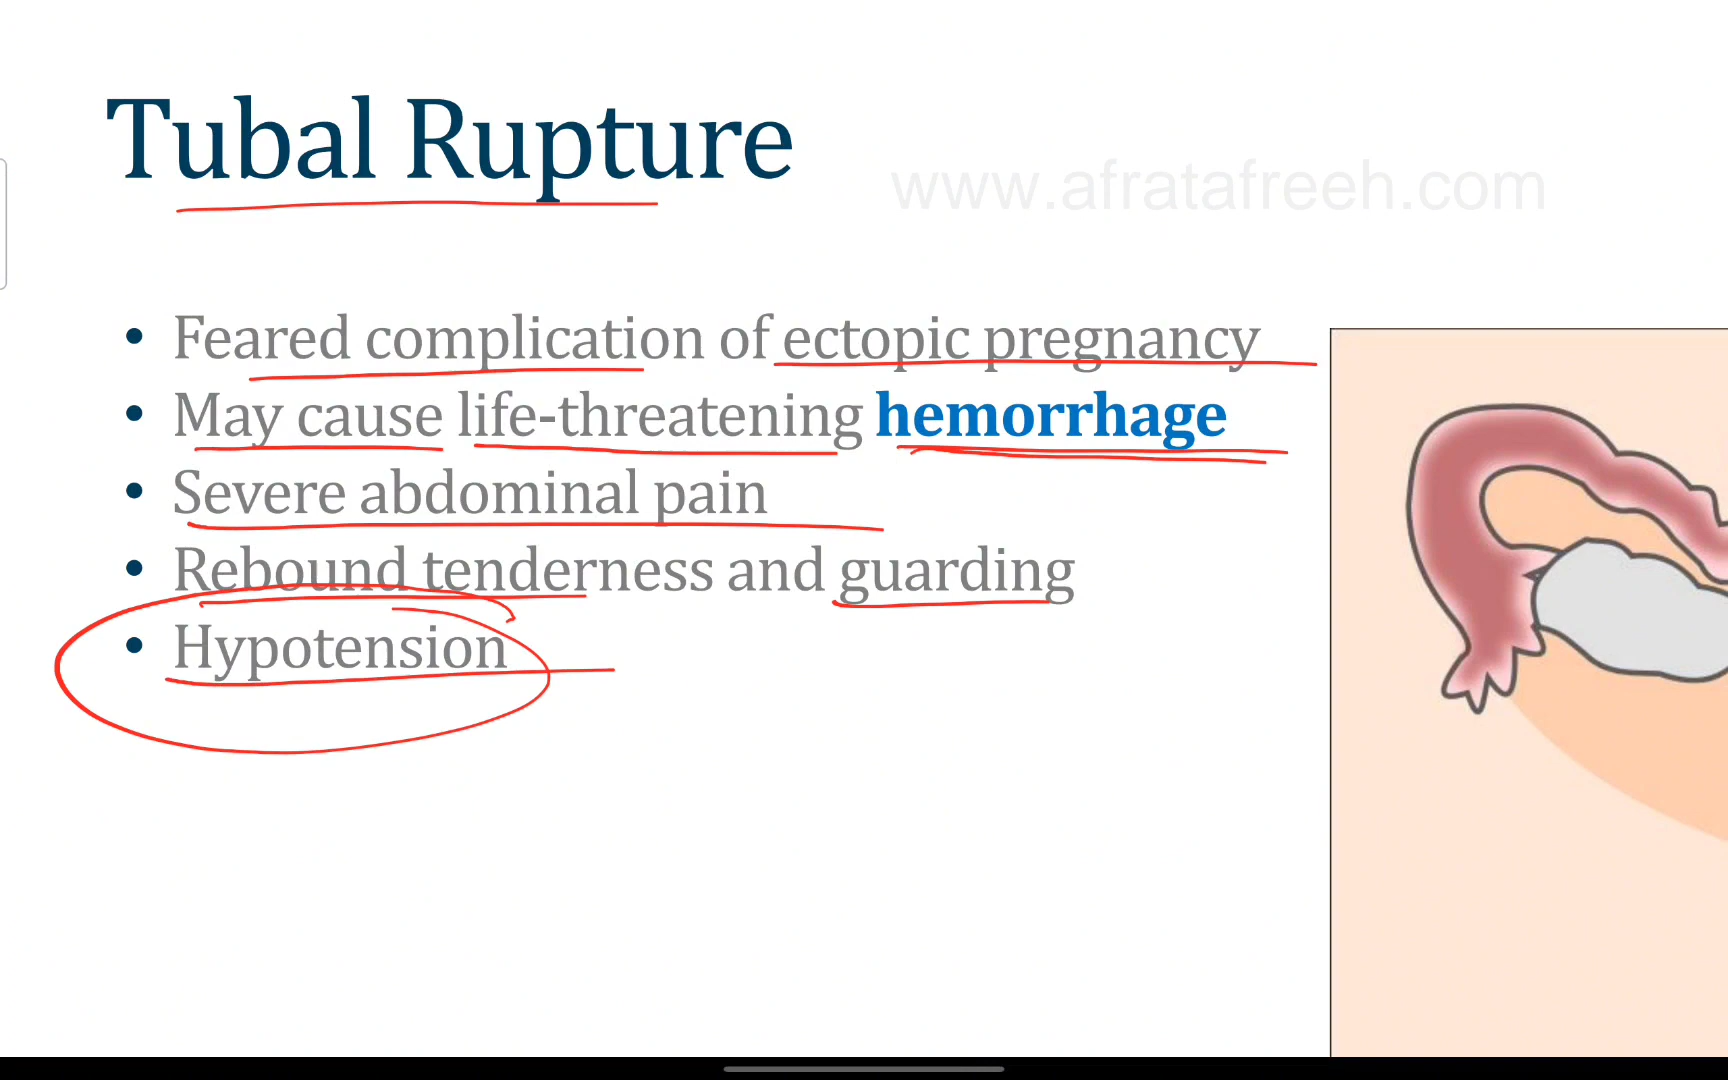 Tubal Rupture
www.afratafreeh.com
• Feared complication of ectopic pregnancy
• May cause life-threatening hemorrhage
• Severe abdominal pain
• Rebound tenderness and guarding
• Hypotension